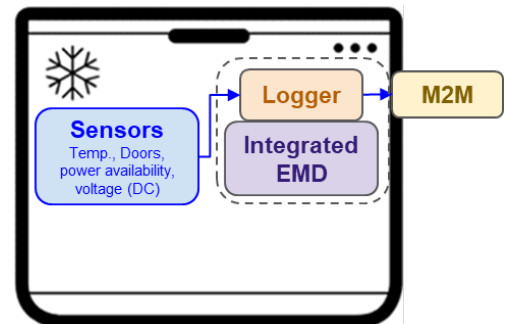 Logger
M2M
Sensors
Temp., Doors,
power availability,
voltage (DC)
Integrated
EMD